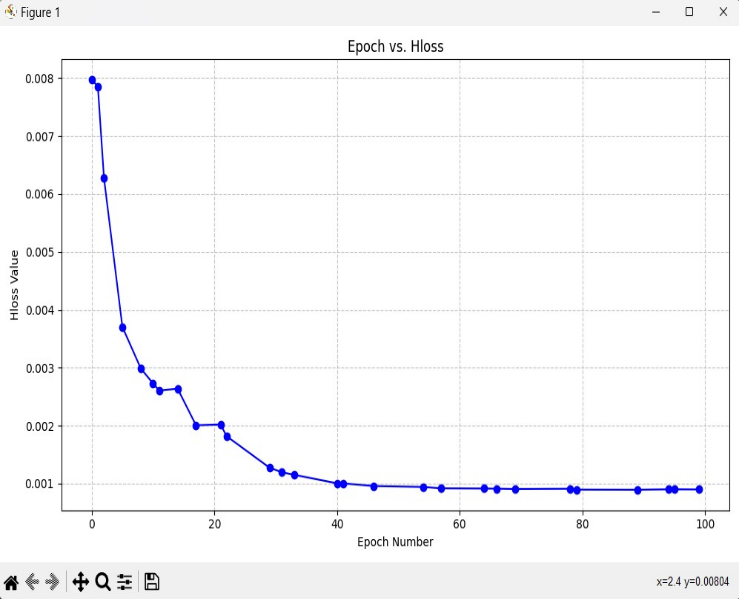 Figure 1
Epoch vs. Hloss
0.008
0.007
0.006
0.005
0.004
0.003
0.002
0.001
Hloss Value
0 20 40 60 80 100
Epoch Number
x=2.4 y=0.00804